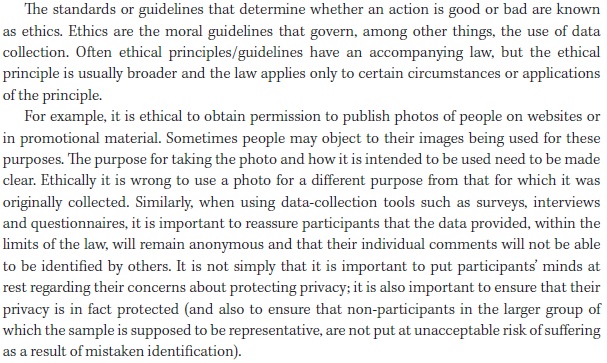 The standards or guidelines that determine whether an action is good or bad are known
as ethics. Ethics are the moral guidelines that govern, among other things, the use of data
collection. Often ethical principles/guidelines have an accompanying law, but the ethical
principle is usually broader and the law applies only to certain circumstances or applications
of the principle.
For example, it is ethical to obtain permission to publish photos of people on websites or
in promotional material. Sometimes people may object to their images being used for these
purposes. The purpose for taking the photo and how it is intended to be used need to be made
clear. Ethically it is wrong to use a photo for a different purpose from that for which it was
originally collected. Similarly, when using data-collection tools such as surveys, interviews
and questionnaires, it is important to reassure participants that the data provided, within the
limits of the law, will remain anonymous and that their individual comments will not be able
to be identified by others. It is not simply that it is important to put participants' minds at
rest regarding their concerns about protecting privacy; it is also important to ensure that their
privacy is in fact protected (and also to ensure that non-participants in the larger group of
which the sample is supposed to be representative, are not put at unacceptable risk of suffering
as a result of mistaken identification).